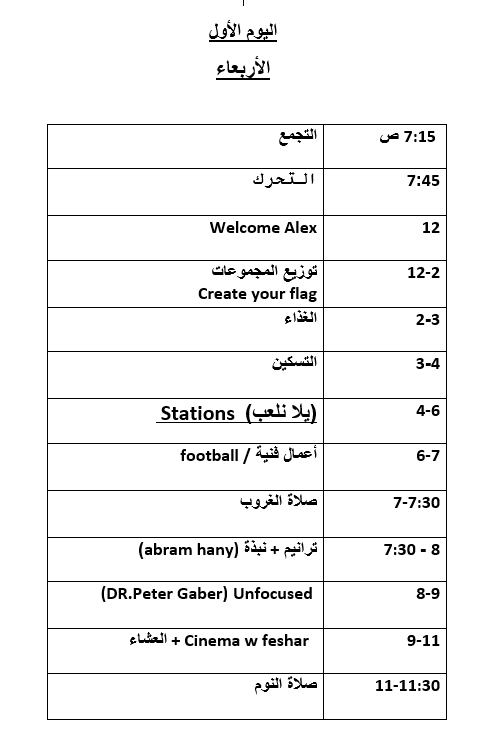 اليوم الأول
الأربعاء
7:15 ص التجمع
7:45 الـتـحـرك
12 Welcome Alex
12-2 توزيع المجموعات
Create your flag
2-3 الغذاء
3-4 التسكين
4-6 (يلا نلعب) Stations
6-7 أعمال فنية / football
7-7:30 صلاة الغروب
7:30 - 8 ترانيم + نبذة (abram hany)
8-9 (DR.Peter Gaber) Unfocused
9-11 Cinema w feshar + العشاء
11-11:30 صلاة النوم